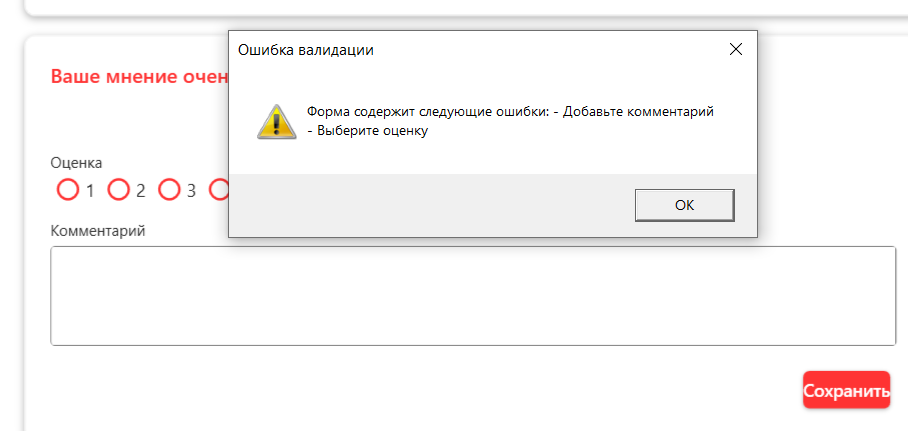 Ошибка валидации
Ваше мнение очен
Форма содержит следующие ошибки: - Добавьте комментарий
- Выберите оценку
OK
Оценка
1 2 3
Комментарий
Сохранить